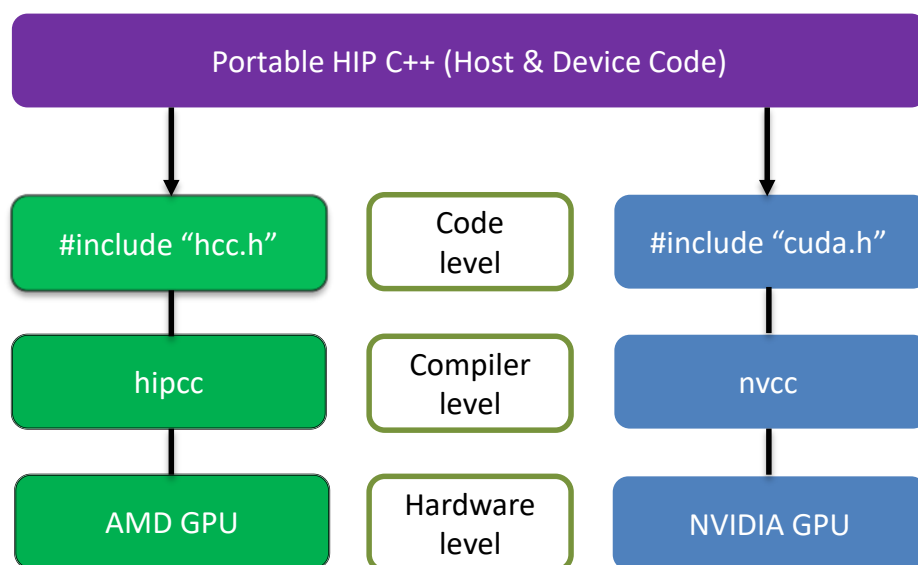 Portable HIP C++ (Host & Device Code)
#include “hcc.h”
Code
level
#include “cuda.h”
hipcc
Compiler
level
nvcc
AMD GPU
Hardware
level
NVIDIA GPU